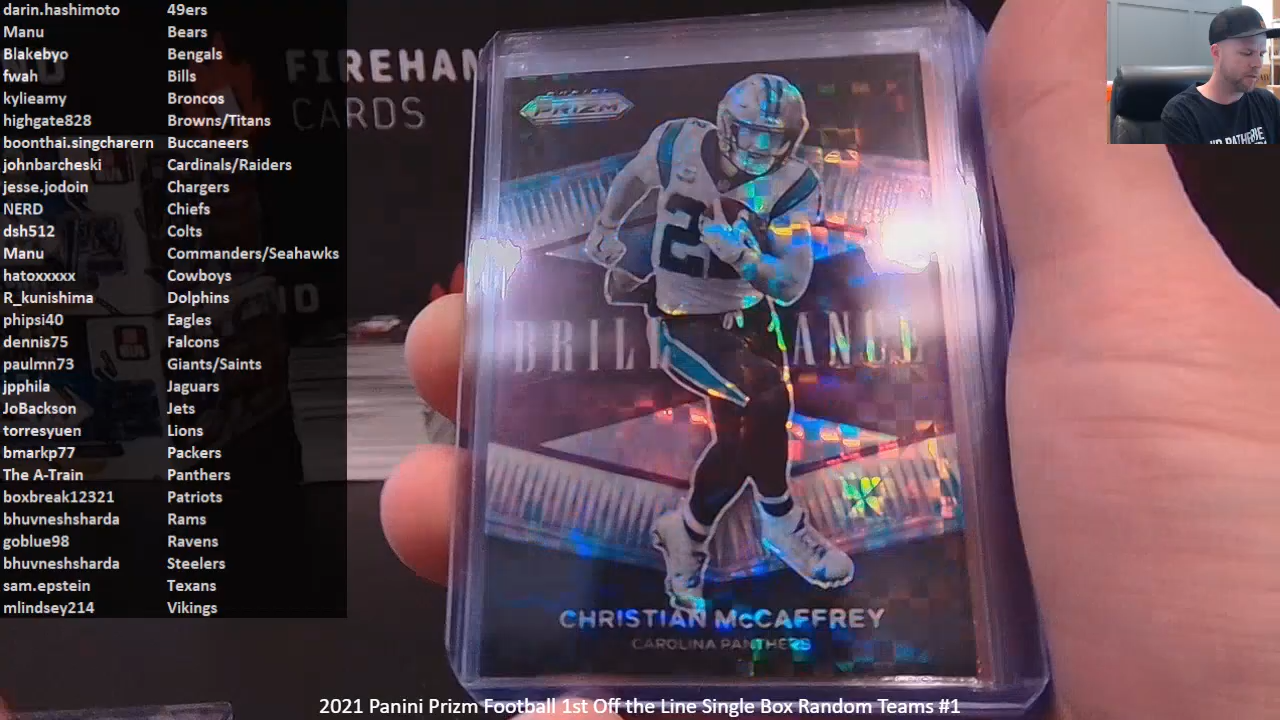 darin.hashimoto 49ers
Manu Bears
Blakebyo Bengals
fwah Bills
kylieamy Broncos
highgate828 Browns/Titans
boonthai.singcharern Buccaneers
johnbarcheski Cardinals/Raiders
jesse.jodoin Chargers
NERD Chiefs
dsh512 Colts
Manu Commanders/Seahawks
hatoxxxxx Cowboys
R_kunishima Dolphins
phipsi40 Eagles
dennis75 Falcons
paulmn73 Giants/Saints
jpphila Jaguars
JoBackson Jets
torresyuen Lions
bmarkp77 Packers
The A-Train Panthers
boxbreak12321 Patriots
bhuvneshsharda Rams
goblue98 Ravens
bhuvneshsharda Steelers
sam.epstein Texans
mlindsey214 Vikings
FIREHAN
CARDS
PANINI
PRIZM
BRILL ANCE
CHRISTIAN McCAFFREY
CAROLINA PANTHERS
2021 Panini Prizm Football 1st Off the Line Single Box Random Teams #1